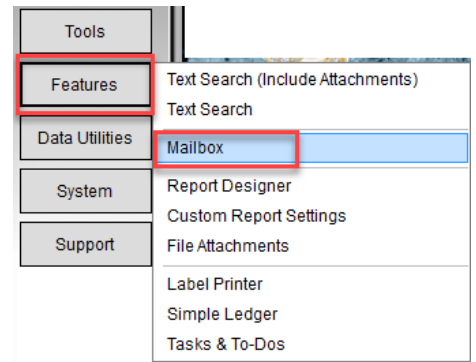 Tools
Features
Data Utilities
System
Support
Text Search (Include Attachments)
Text Search
Mailbox
Report Designer
Custom Report Settings
File Attachments
Label Printer
Simple Ledger
Tasks & To-Dos